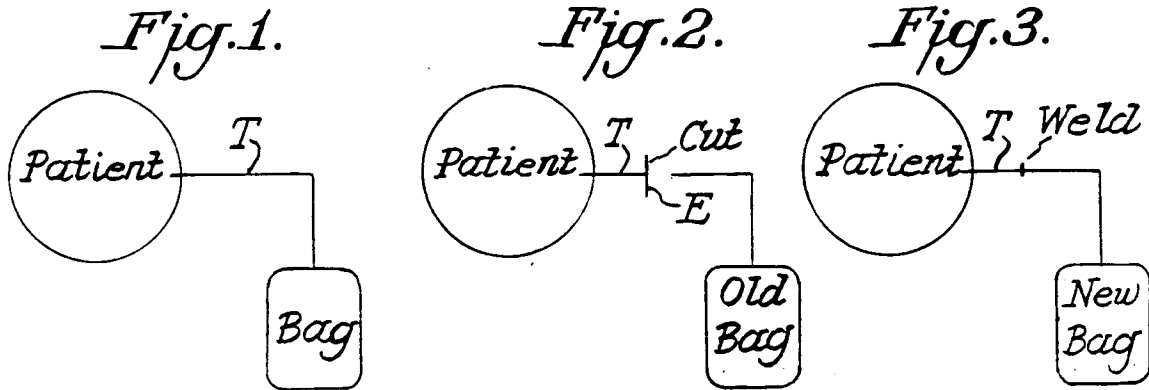 Fig.1.
Patient
T
Bag
Fig.2.
Patient
T
Cut
E
Old
Bag
Fig.3.
Patient
T
Weld
New
Bag